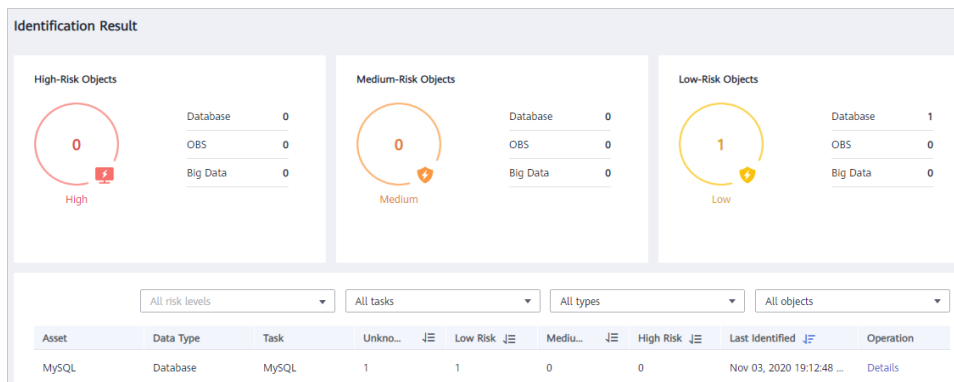 Identification Result
High-Risk Objects
0
High
Database 0
OBS 0
Big Data 0
Medium-Risk Objects
0
Medium
Database 0
OBS 0
Big Data 0
Low-Risk Objects
1
Low
Database 1
OBS 0
Big Data 0
All risk levels All tasks All types All objects
Asset Data Type Task Unkno... Low Risk Mediu... High Risk Last Identified Operation
MySQL Database MySQL 1 1 0 0 Nov 03, 2020 19:12:48 ... Details